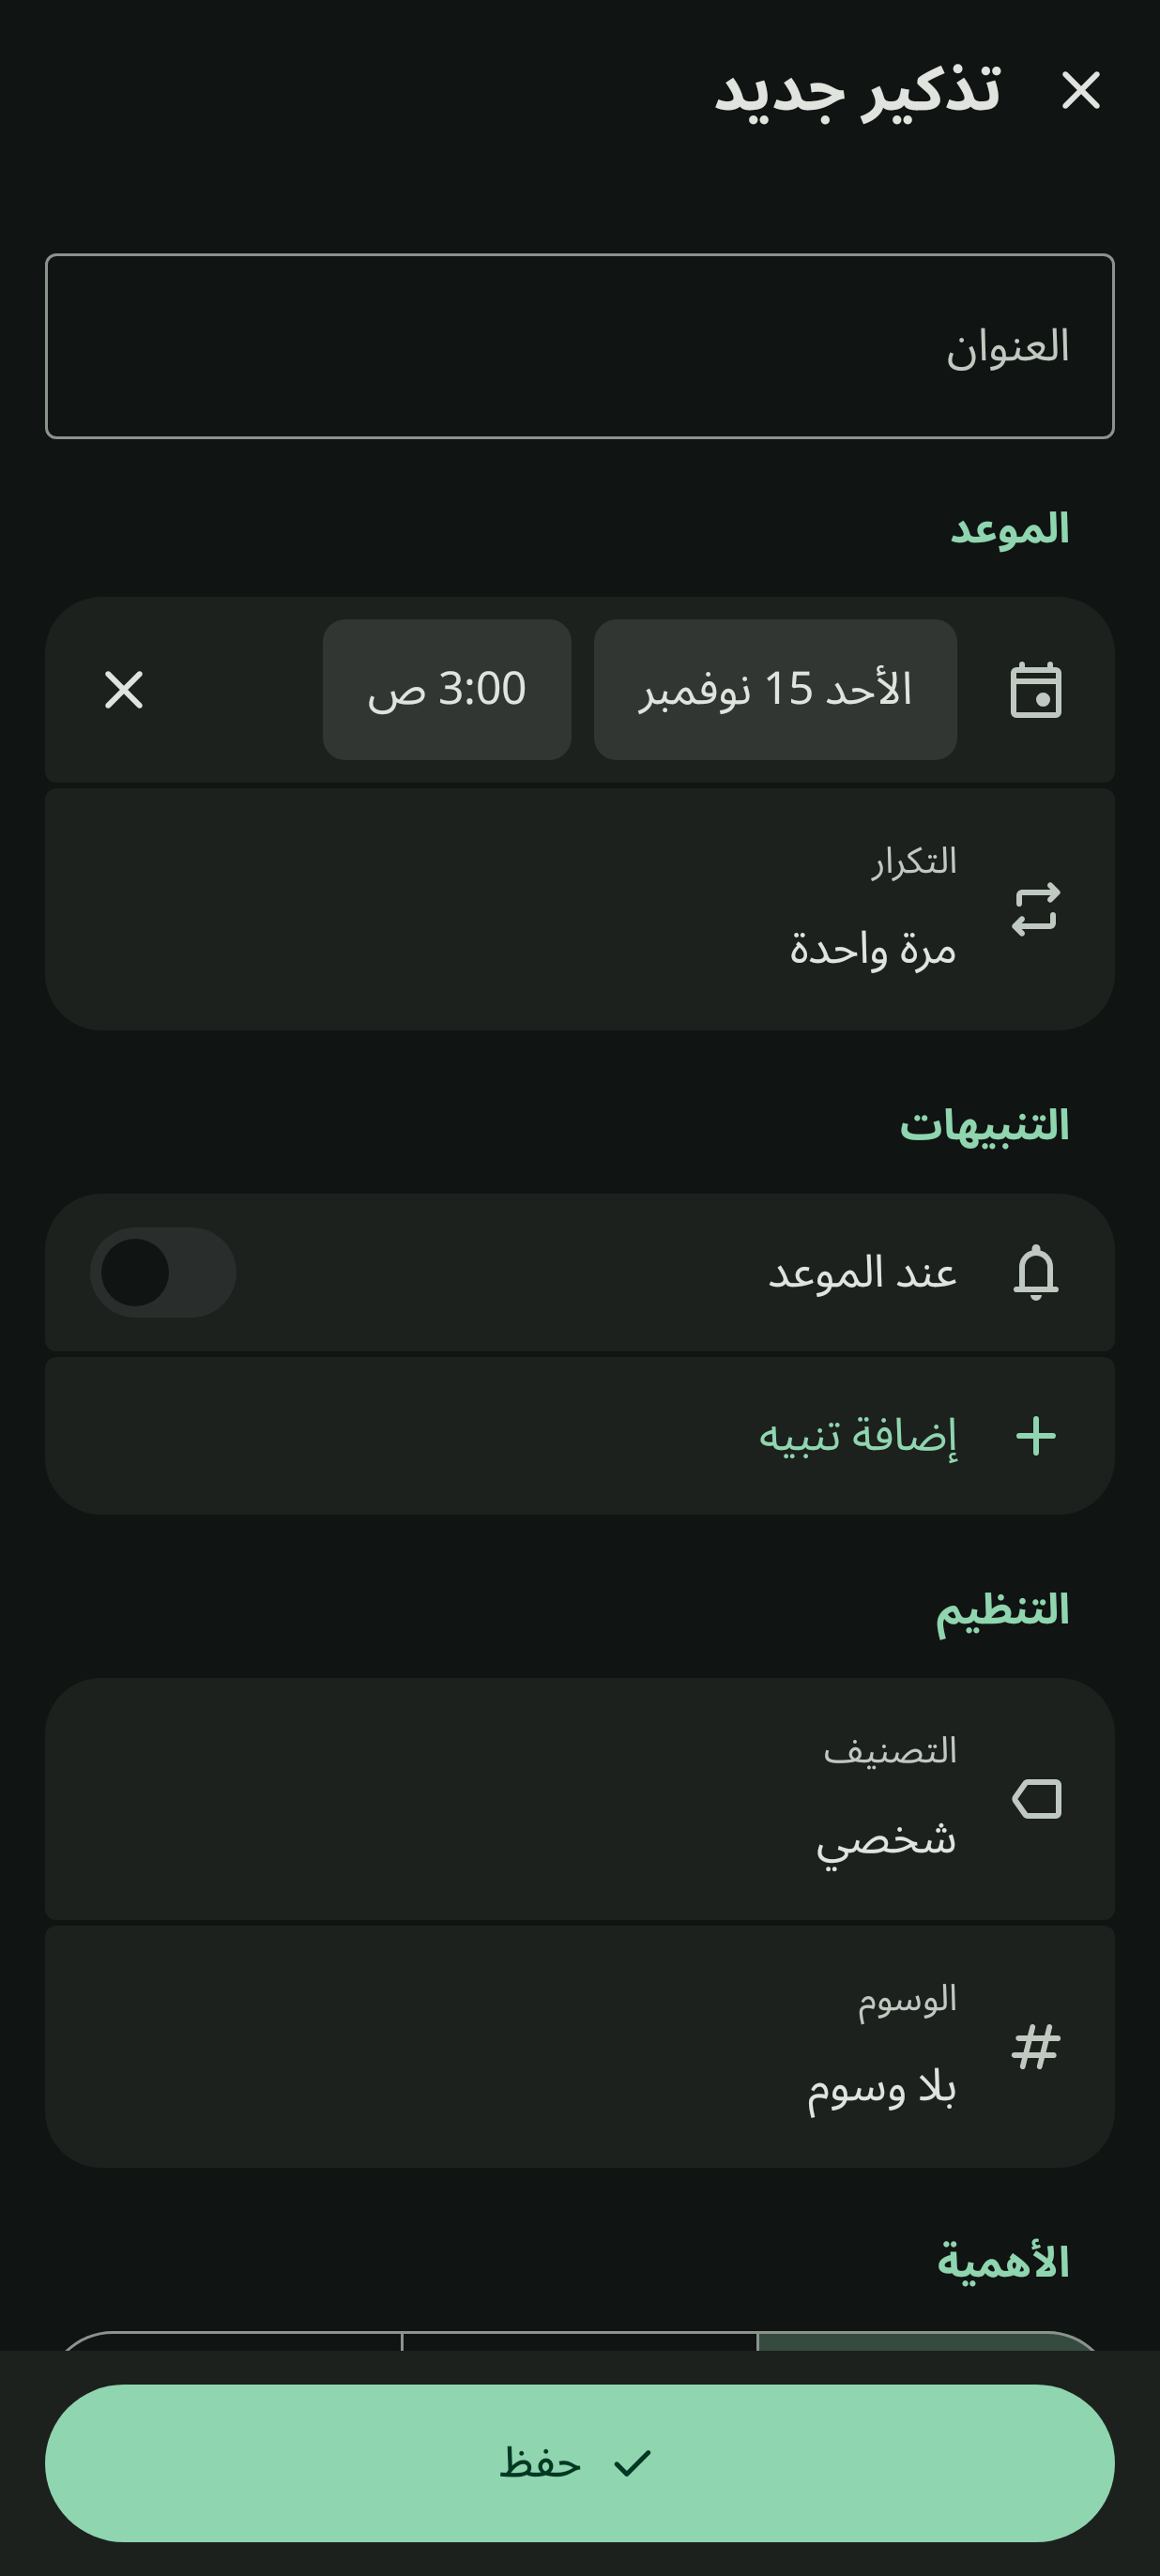 تذكير جديد
العنوان
الموعد
الأحد 15 نوفمبر
3:00 ص
التكرار
مرة واحدة
التنبيهات
عند الموعد
إضافة تنبيه
التنظيم
التصنيف
شخصي
الوسوم
بلا وسوم
الأهمية
حفظ